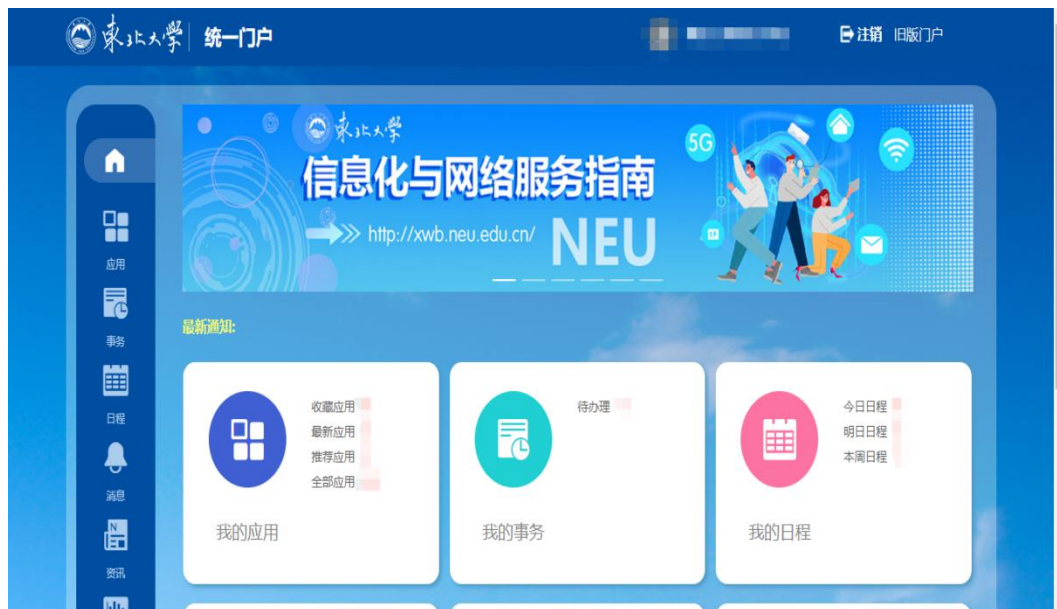 東北大学 统一门户
注销 旧版门户
東北大学
信息化与网络服务指南
http://xwb.neu.edu.cn/
NEU
5G
应用
事务
日程
消息
N
资讯
最新通知:
收藏应用
最新应用
推荐应用
全部应用
我的应用
待办理
我的事务
今日日程
明日日程
本周日程
我的日程